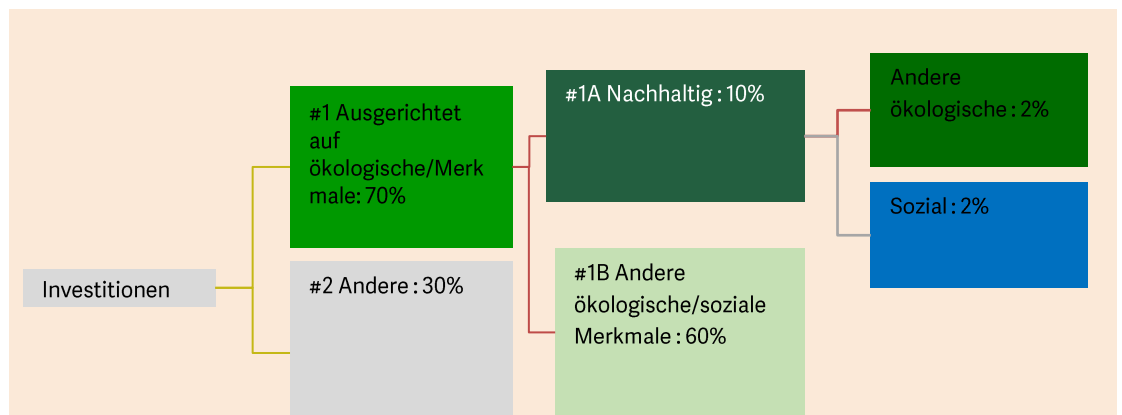 Investitionen
#1 Ausgerichtet
auf
ökologische/Merk
male: 70%
#2 Andere : 30%
#1A Nachhaltig : 10%
#1B Andere
ökologische/soziale
Merkmale : 60%
Andere
ökologische : 2%
Sozial : 2%